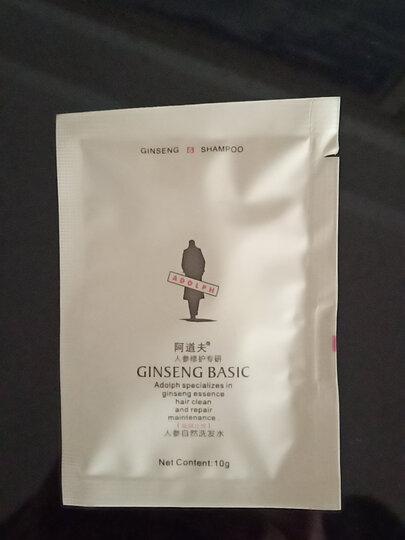 GINSENG SHAMPOO
ADOLPH
阿道夫®
人参修护专研
GINSENG BASIC
Adolph specializes in
ginseng essence
hair clean
and repair
maintenance.
人参自然洗发水
Net Content:10g